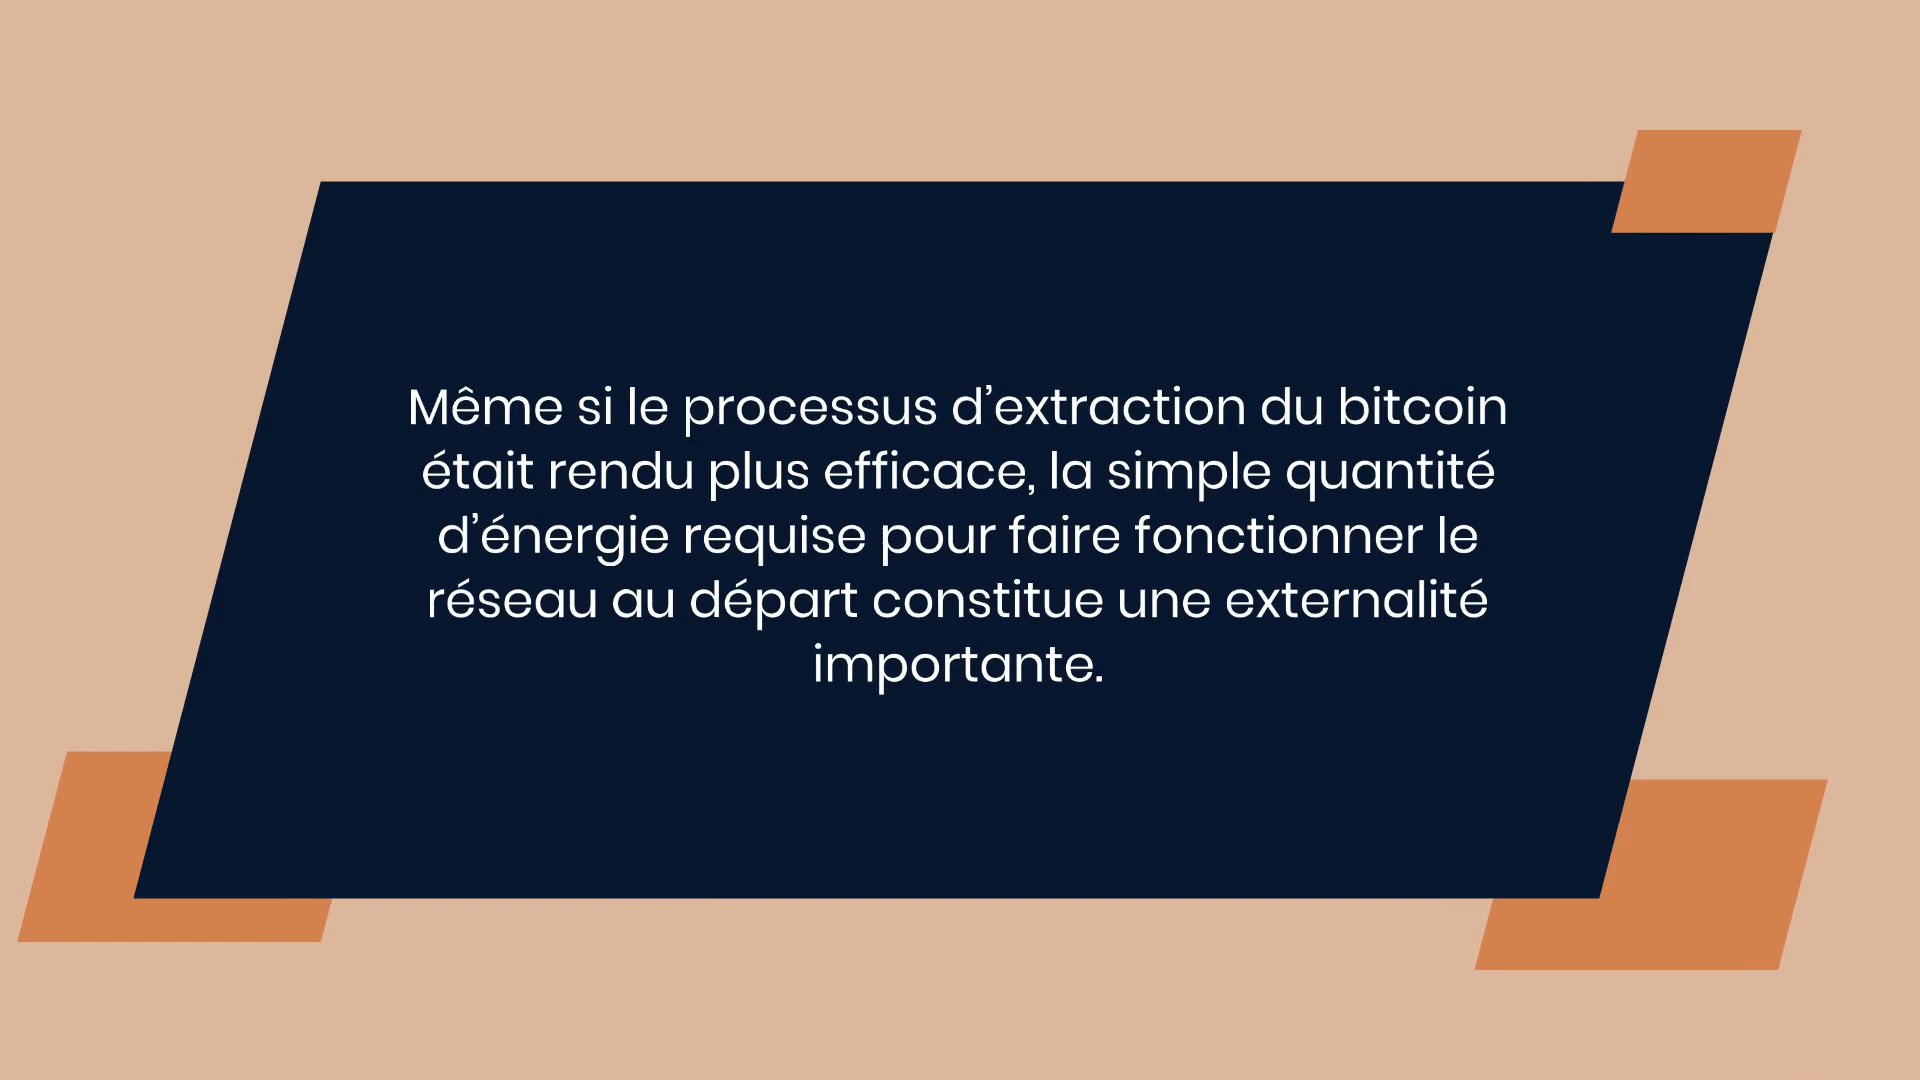 Même si le processus d’extraction du bitcoin
était rendu plus efficace, la simple quantité
d’énergie requise pour faire fonctionner le
réseau au départ constitue une externalité
importante.